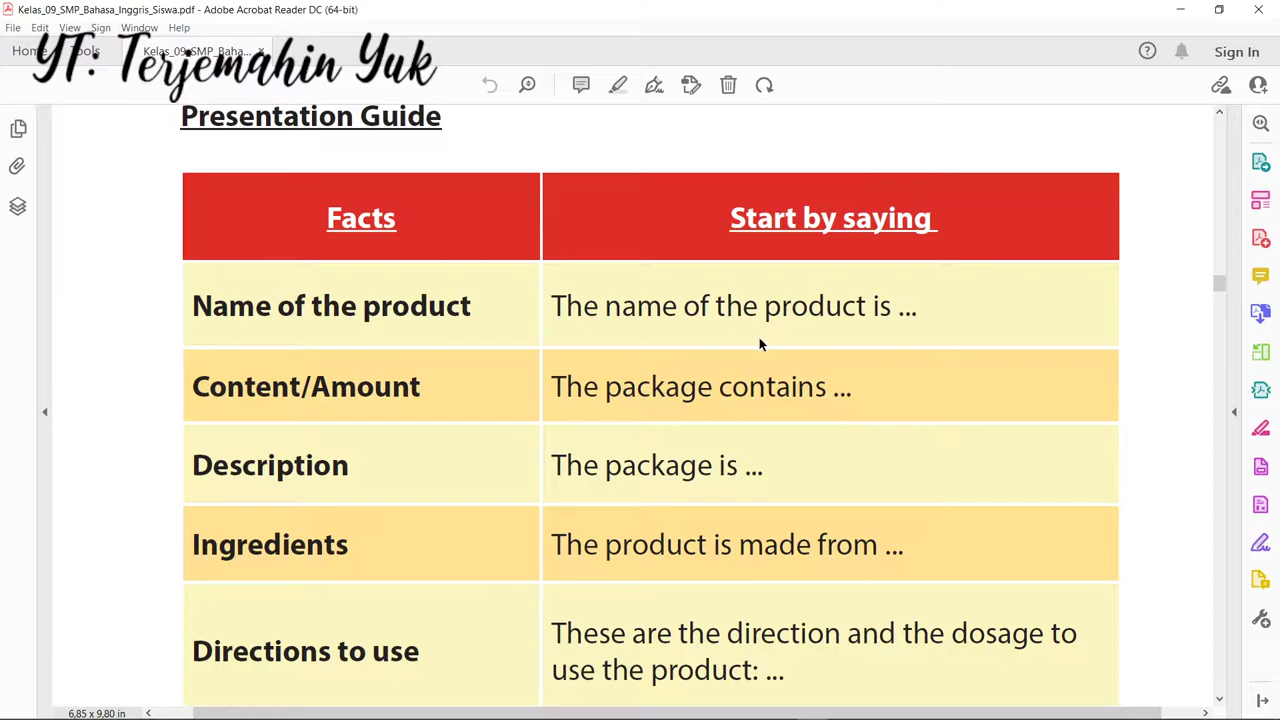 Kelas_09_SMP_Bahasa_Inggris_Siswa.pdf - Adobe Acrobat Reader DC (64-bit)
File Edit View Sign Window Help
Home Tools Kelas_09_SMP_Baha... × Sign In
YT: Terjemahin Yuk
Presentation Guide
Facts Start by saying
Name of the product The name of the product is ...
Content/Amount The package contains ...
Description The package is ...
Ingredients The product is made from ...
Directions to use These are the direction and the dosage to
use the product: ...
6,85 x 9,80 in